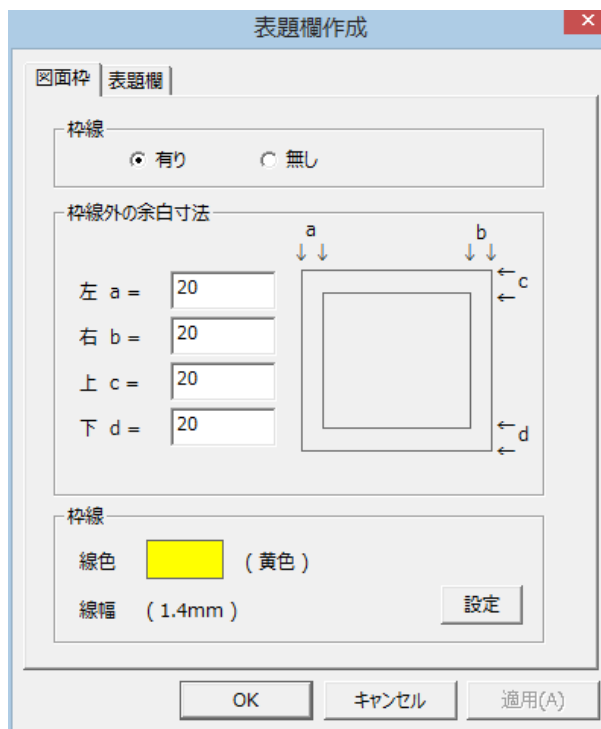 表題欄作成
図面枠 表題欄
枠線
有り 無し
枠線外の余白寸法
a b
↓ ↓ ↓ ↓
← c
←
左 a = 20
右 b = 20
上 c = 20
下 d = 20
← d
←
枠線
線色 ( 黄色 )
線幅 ( 1.4mm ) 設定
OK キャンセル 適用(A)